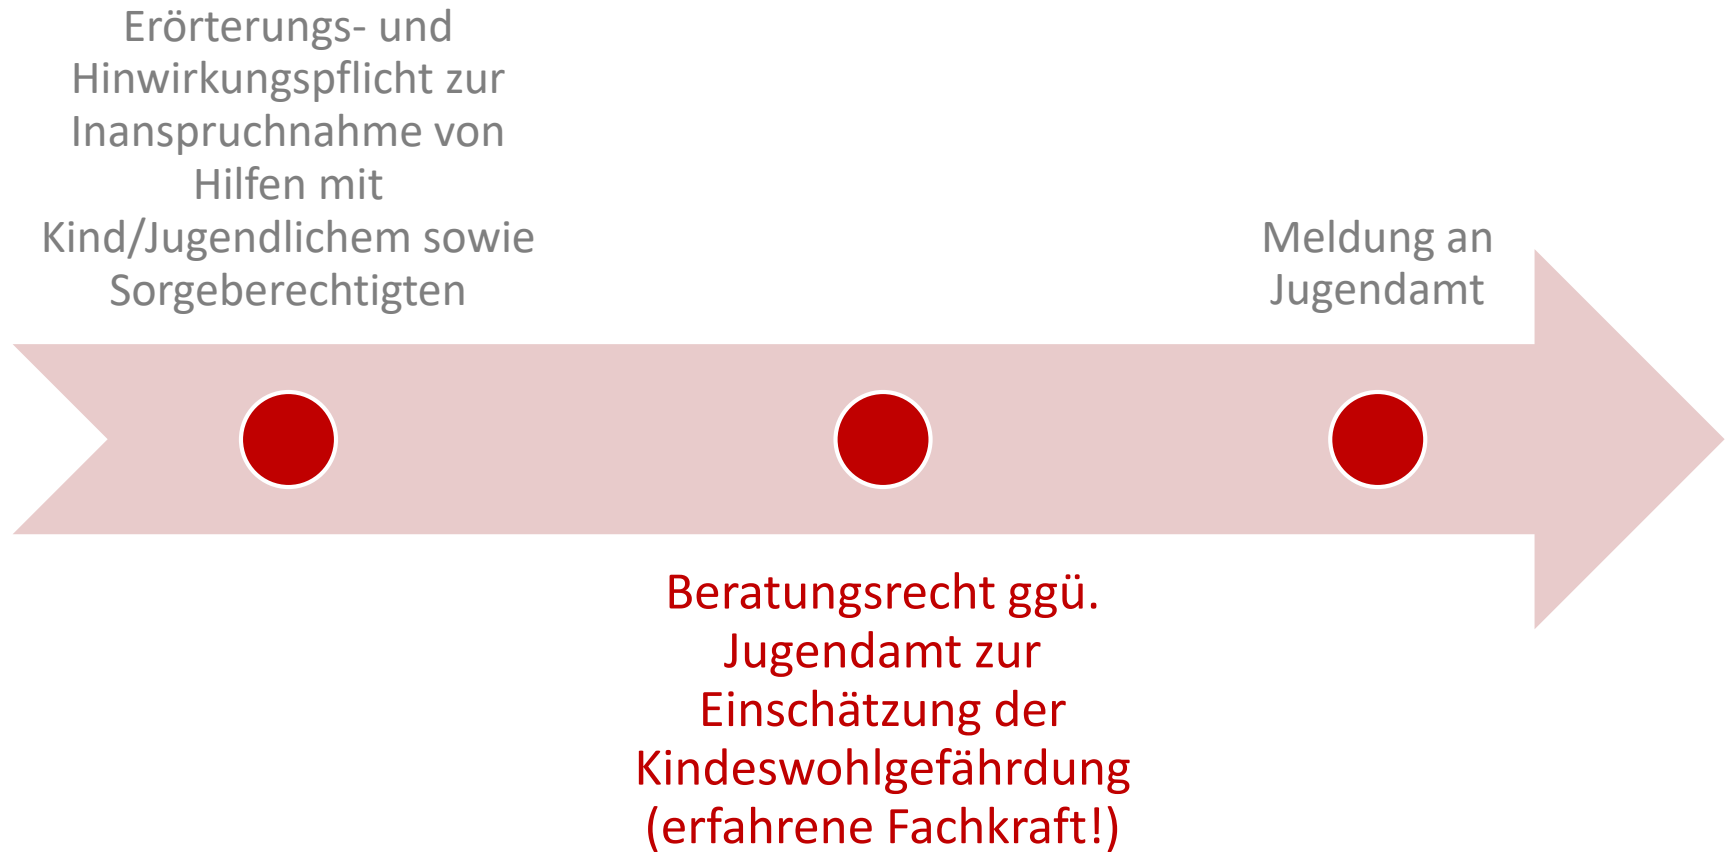 Erörterungs- und
Hinwirkungspflicht zur
Inanspruchnahme von
Hilfen mit
Kind/Jugendlichem sowie
Sorgeberechtigten
Beratungsrecht ggü.
Jugendamt zur
Einschätzung der
Kindeswohlgefährdung
(erfahrene Fachkraft!)
Meldung an
Jugendamt